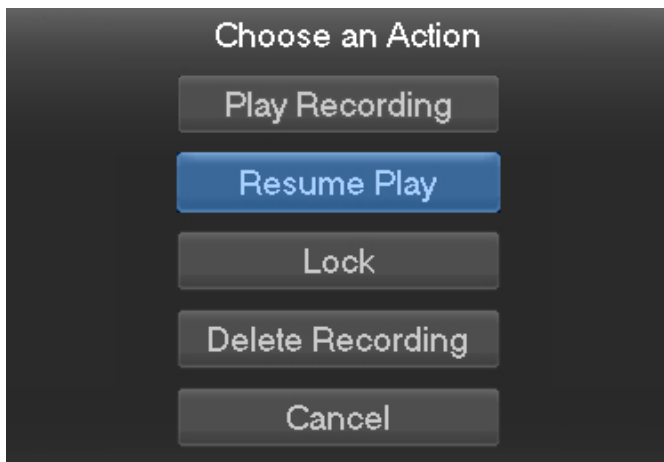 Choose an Action
Play Recording
Resume Play
Lock
Delete Recording
Cancel